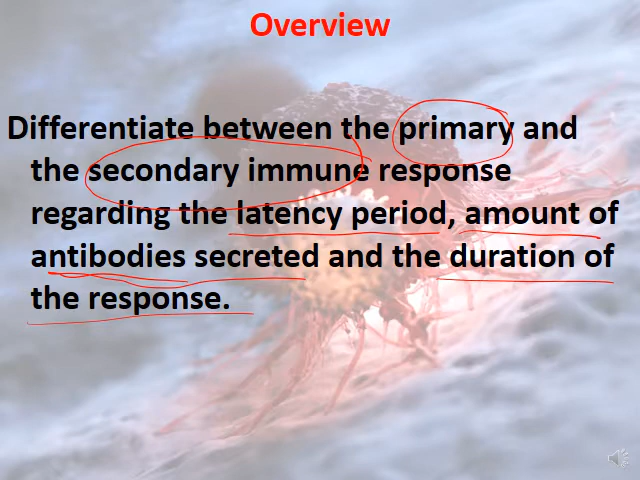 Overview
Differentiate between the primary and
the secondary immune response
regarding the latency period, amount of
antibodies secreted and the duration of
the response.